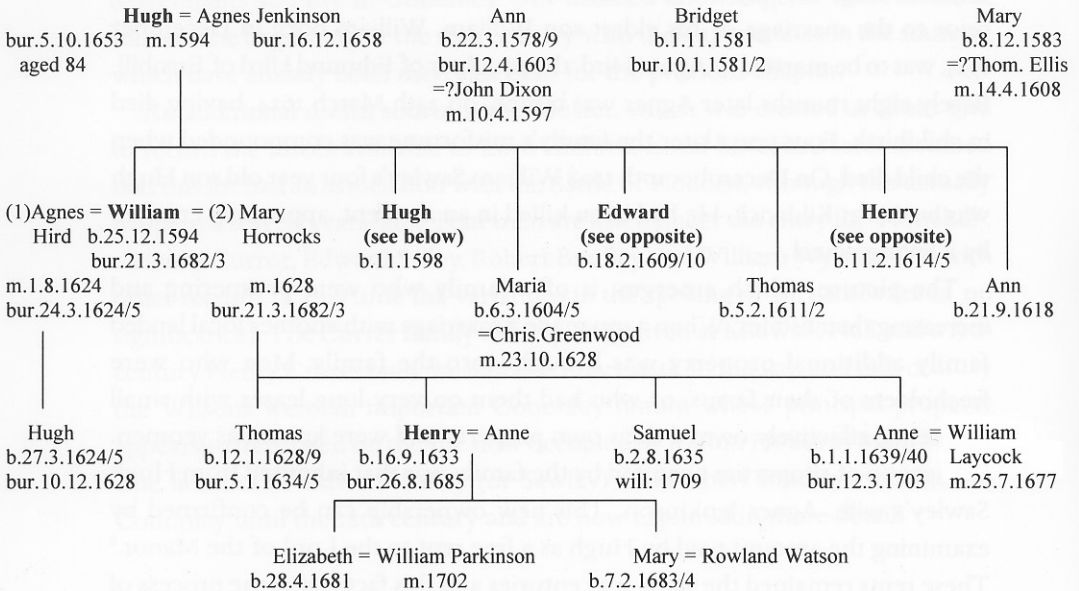 Hugh = Agnes Jenkinson Ann Bridget Mary
bur.5.10.1653 m.1594 bur.16.12.1658 b.22.3.1578/9 b.1.11.1581 b.8.12.1583
aged 84 bur.12.4.1603 bur.10.1.1581/2 =?Thom. Ellis
=?John Dixon m.14.4.1608
m.10.4.1597
(1)Agnes = William = (2) Mary Hugh Edward Henry
Hird b.25.12.1594 Horrocks (see below) (see opposite) (see opposite)
bur.21.3.1682/3 b.11.1598 b.18.2.1609/10 b.11.2.1614/5
m.1.8.1624 m.1628 Maria Thomas Ann
bur.24.3.1624/5 bur.21.3.1682/3 b.6.3.1604/5 b.5.2.1611/2 b.21.9.1618
=Chris.Greenwood
m.23.10.1628
Hugh Thomas Henry = Anne Samuel Anne = William
b.27.3.1624/5 b.12.1.1628/9 b.16.9.1633 b.2.8.1635 b.1.1.1639/40 Laycock
bur.10.12.1628 bur.5.1.1634/5 bur.26.8.1685 will: 1709 bur.12.3.1703 m.25.7.1677
Elizabeth = William Parkinson Mary = Rowland Watson
b.28.4.1681 m.1702 b.7.2.1683/4